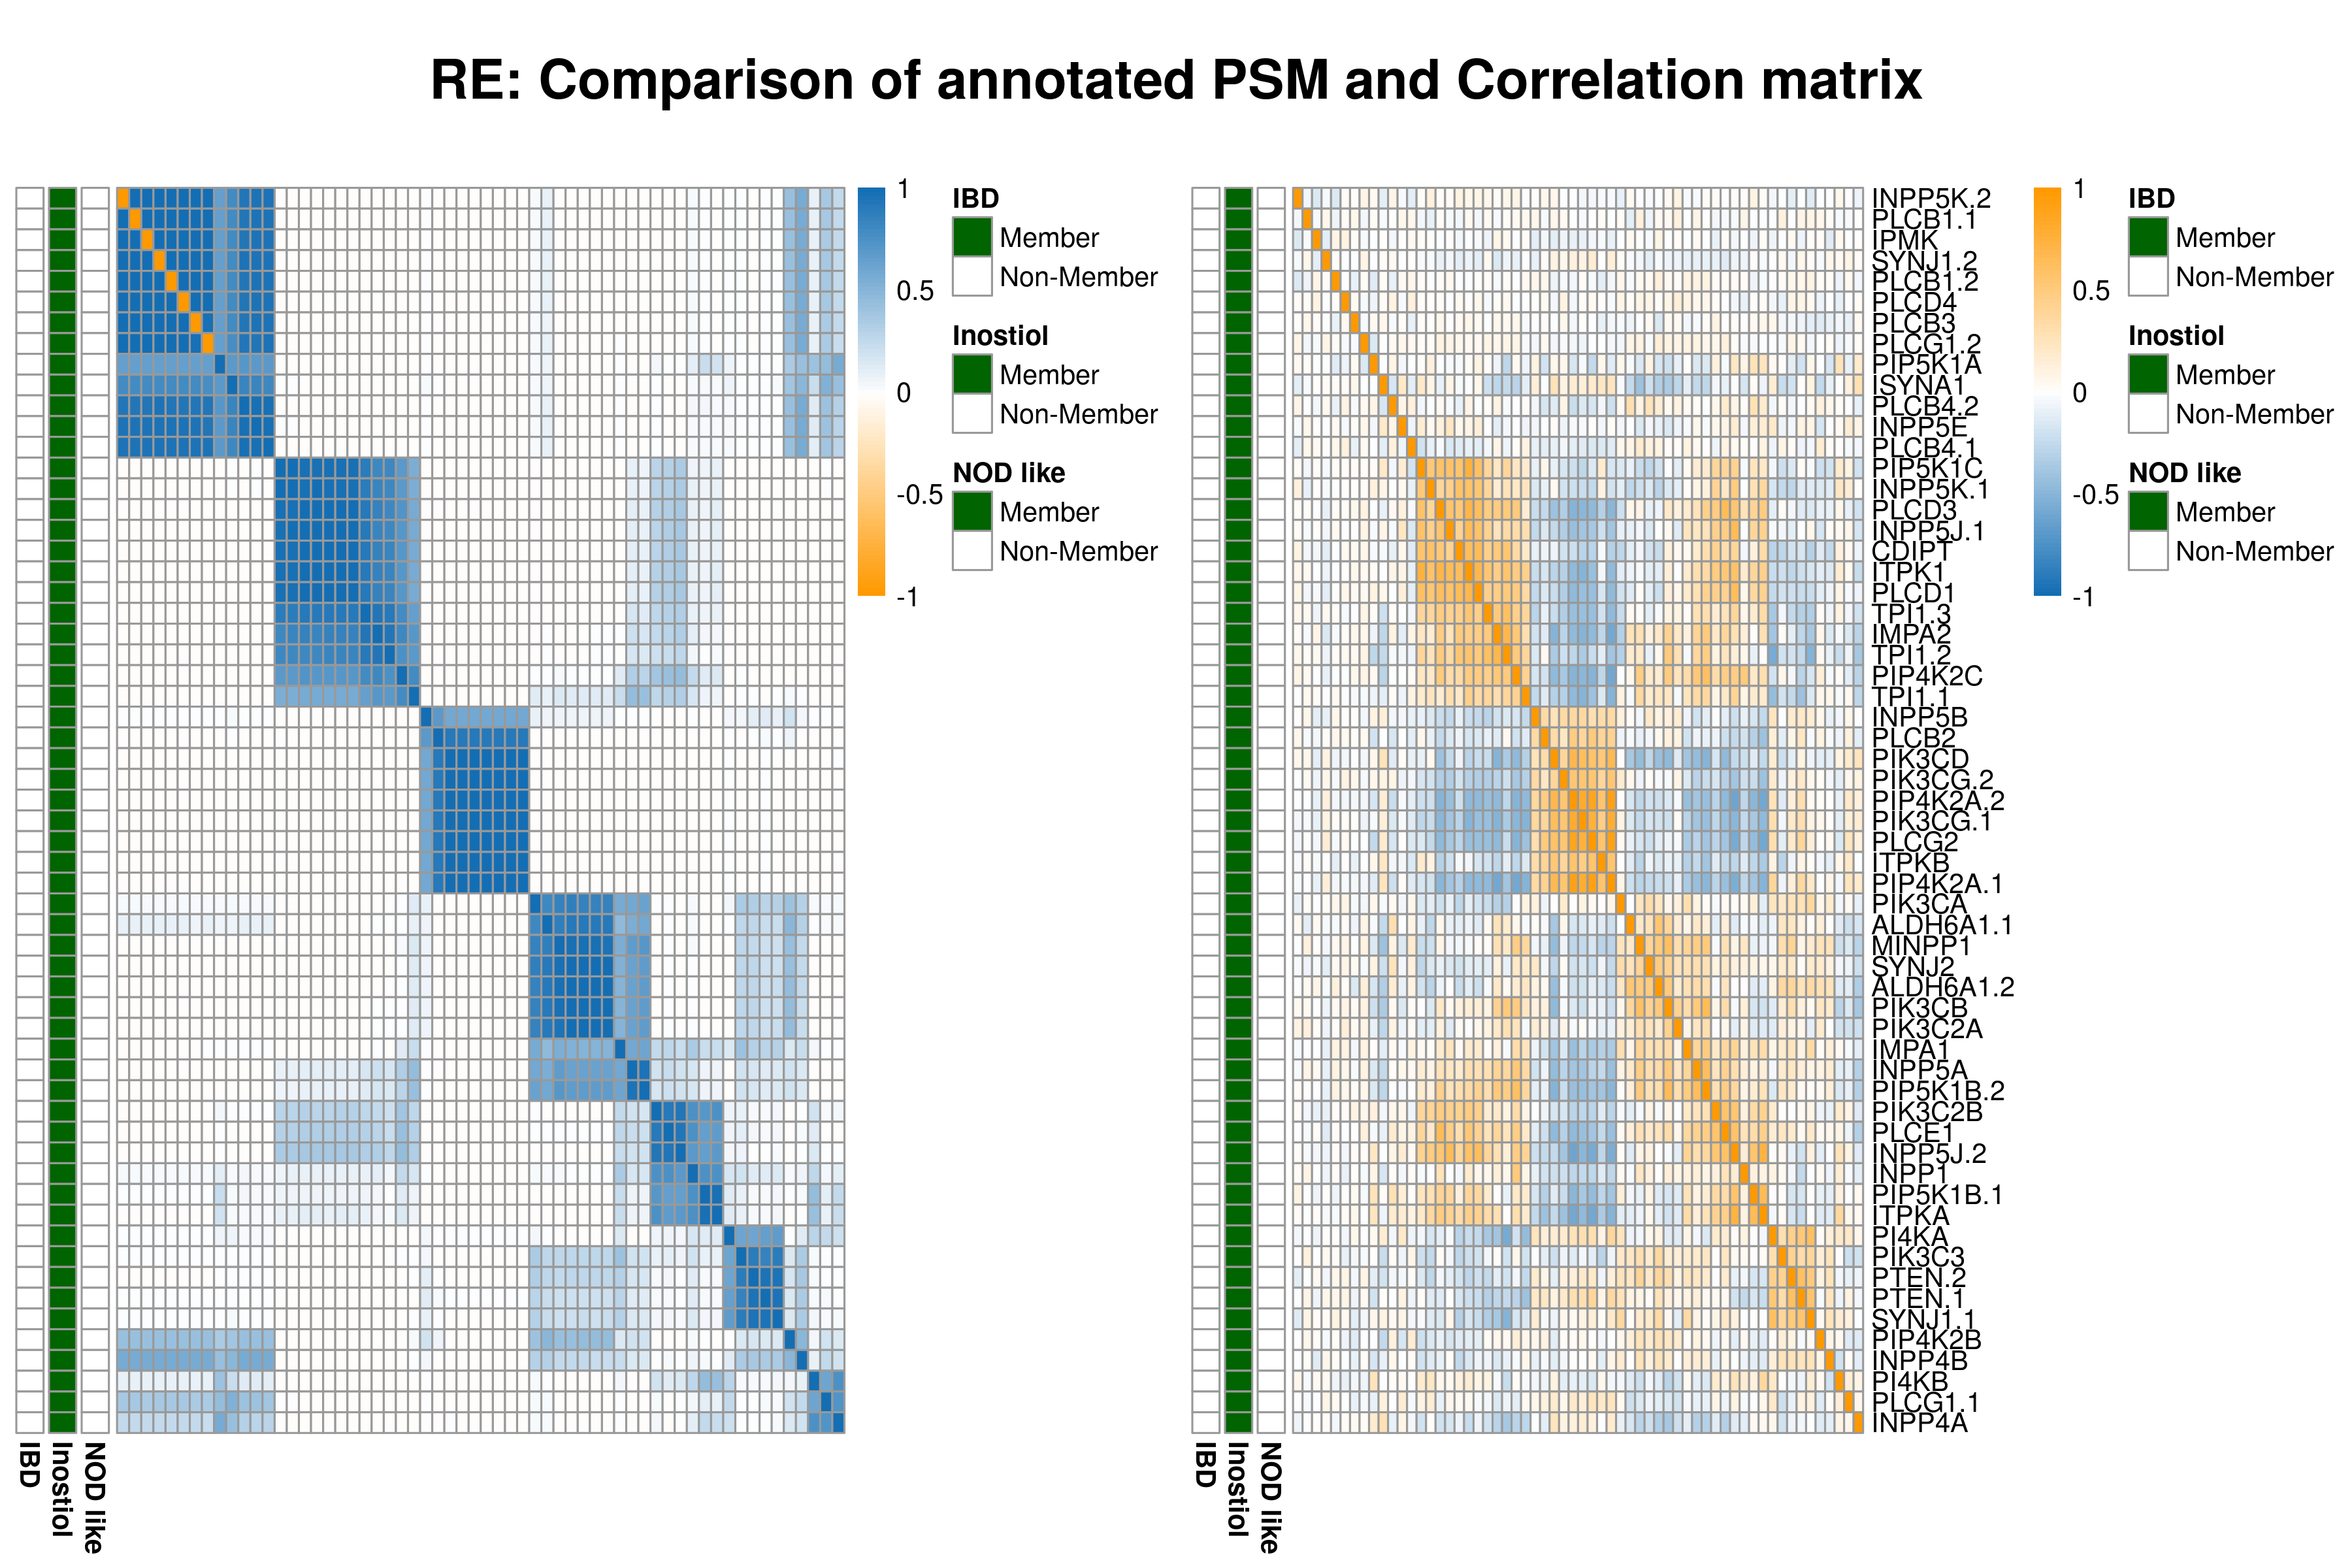 RE: Comparison of annotated PSM and Correlation matrix
1
0.5
0
-0.5
-1
IBD
Member
Non-Member
Inostiol
Member
Non-Member
NOD like
Member
Non-Member
IBD
Inostiol
NOD like
INPP5K.2
PLCB1.1
IPMK
SYNJ1.2
PLCB1.2
PLCD4
PLCB3
PLCG1.2
PIP5K1A
ISYNA1
PLCB4.2
INPP5E
PLCB4.1
PIP5K1C
INPP5K.1
PLCD3
INPP5J.1
CDIPT
ITPK1
PLCD1
TPI1.3
IMPA2
TPI1.2
PIP4K2C
TPI1.1
INPP5B
PLCB2
PIK3CD
PIK3CG.2
PIP4K2A.2
PIK3CG.1
PLCG2
ITPKB
PIP4K2A.1
PIK3CA
ALDH6A1.1
MINPP1
SYNJ2
ALDH6A1.2
PIK3CB
PIK3C2A
IMPA1
INPP5A
PIP5K1B.2
PIK3C2B
PLCE1
INPP5J.2
INPP1
PIP5K1B.1
ITPKA
PI4KA
PIK3C3
PTEN.2
PTEN.1
SYNJ1.1
PIP4K2B
INPP4B
PI4KB
PLCG1.1
INPP4A
1
0.5
0
-0.5
-1
IBD
Member
Non-Member
Inostiol
Member
Non-Member
NOD like
Member
Non-Member
IBD
Inostiol
NOD like